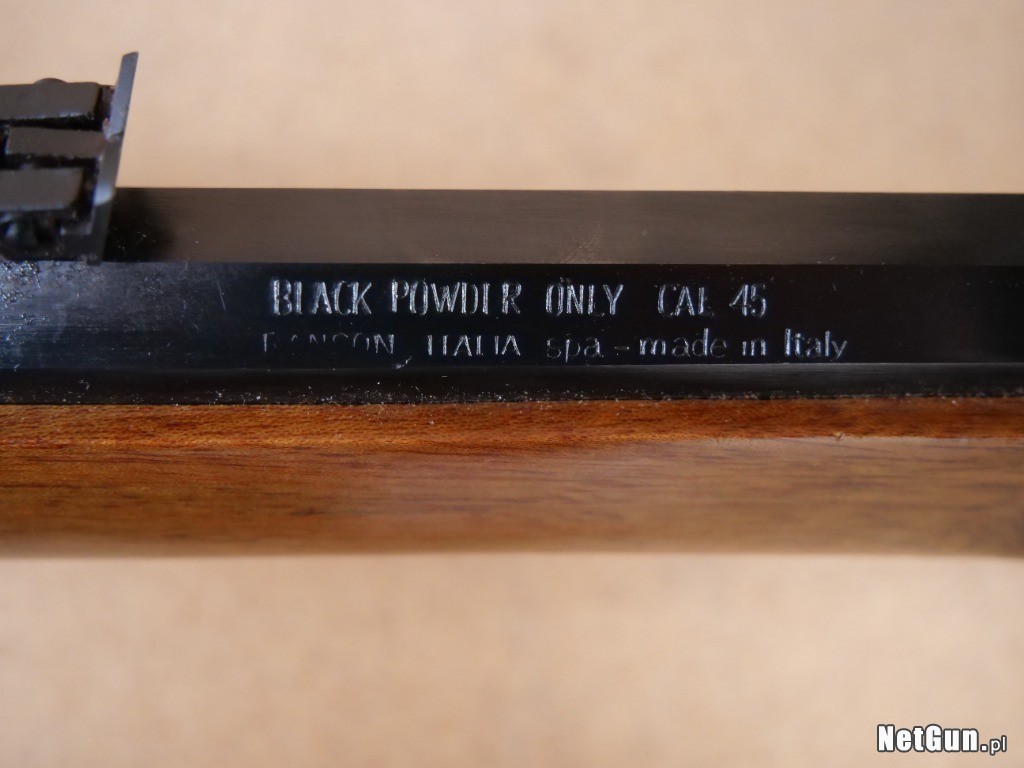 BLACK POWDER ONLY CAL 45
ITALIA spa - made in Italy
NetGun.pl